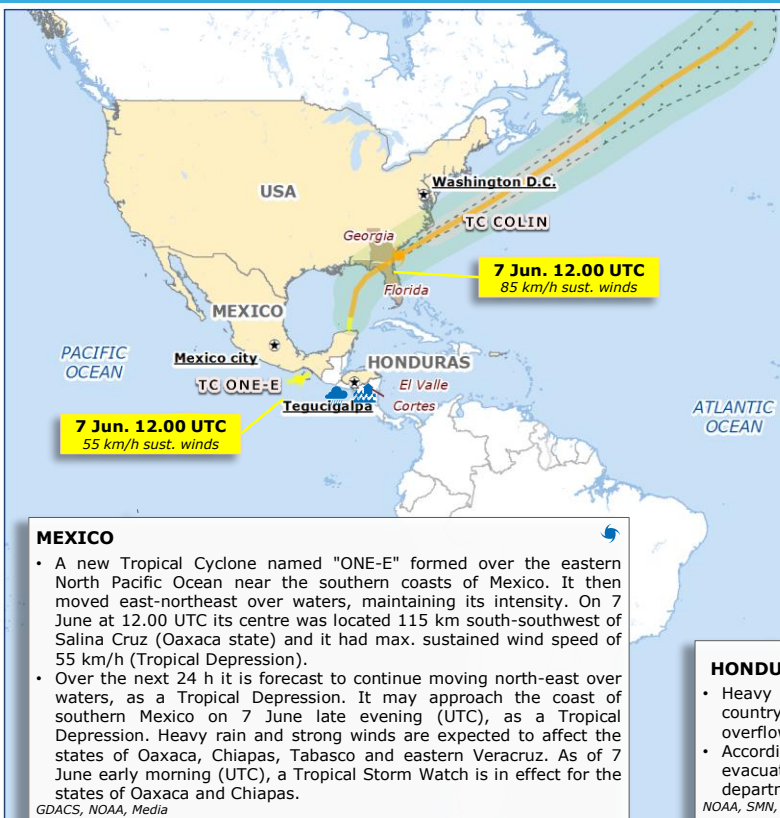 USA
Washington D.C.
Georgia
TC COLIN
7 Jun. 12.00 UTC
85 km/h sust. winds
Florida
MEXICO
PACIFIC
OCEAN
Mexico city
HONDURAS
TC ONE-E
El Valle
Tegucigalpa
Cortes
ATLANTIC
OCEAN
7 Jun. 12.00 UTC
55 km/h sust. winds
MEXICO
• A new Tropical Cyclone named "ONE-E" formed over the eastern
North Pacific Ocean near the southern coasts of Mexico. It then
moved east-northeast over waters, maintaining its intensity. On 7
June at 12.00 UTC its centre was located 115 km south-southwest of
Salina Cruz (Oaxaca state) and it had max. sustained wind speed of
55 km/h (Tropical Depression).
• Over the next 24 h it is forecast to continue moving north-east over
waters, as a Tropical Depression. It may approach the coast of
southern Mexico on 7 June late evening (UTC), as a Tropical
Depression. Heavy rain and strong winds are expected to affect the
states of Oaxaca, Chiapas, Tabasco and eastern Veracruz. As of 7
June early morning (UTC), a Tropical Storm Watch is in effect for the
states of Oaxaca and Chiapas.
GDACS, NOAA, Media
HONDU
• Heavy
country
overflow
• Accordi
evacuat
departm
NOAA, SMN,